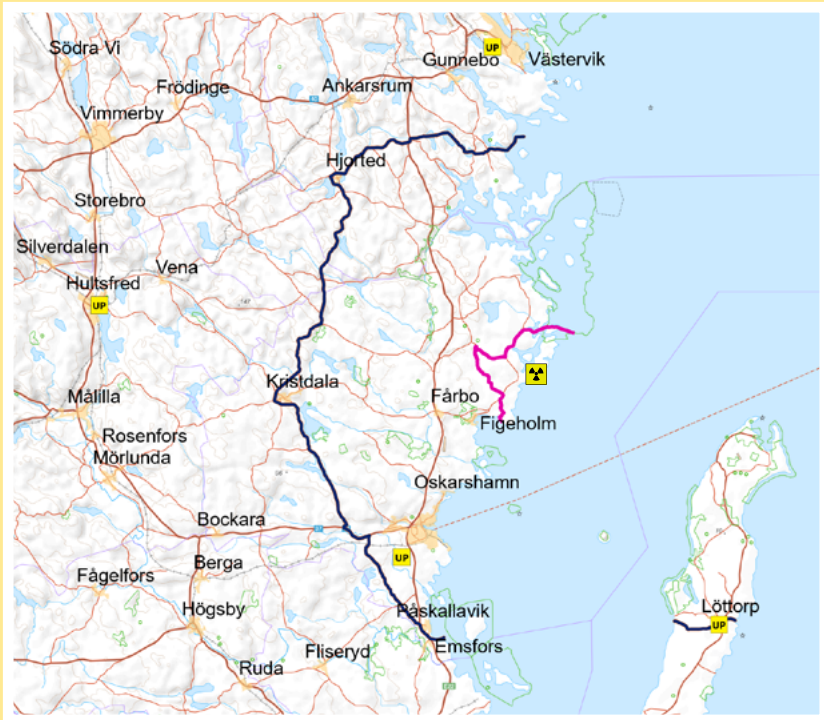 Södra Vi
UP
Gunnebo
Västervik
Frödinge
Ankarsrum
Vimmerby
Hjorted
Storebro
Silverdalen
Vena
Hultsfred
UP
Kristdala
Målilla
Fårbo
Rosenfors
Figeholm
Mörlunda
Oskarshamn
Bockara
UP
Berga
Fågelfors
Högsby
Påskallavik
Löttorp
UP
Emsfors
Fliseryd
Ruda